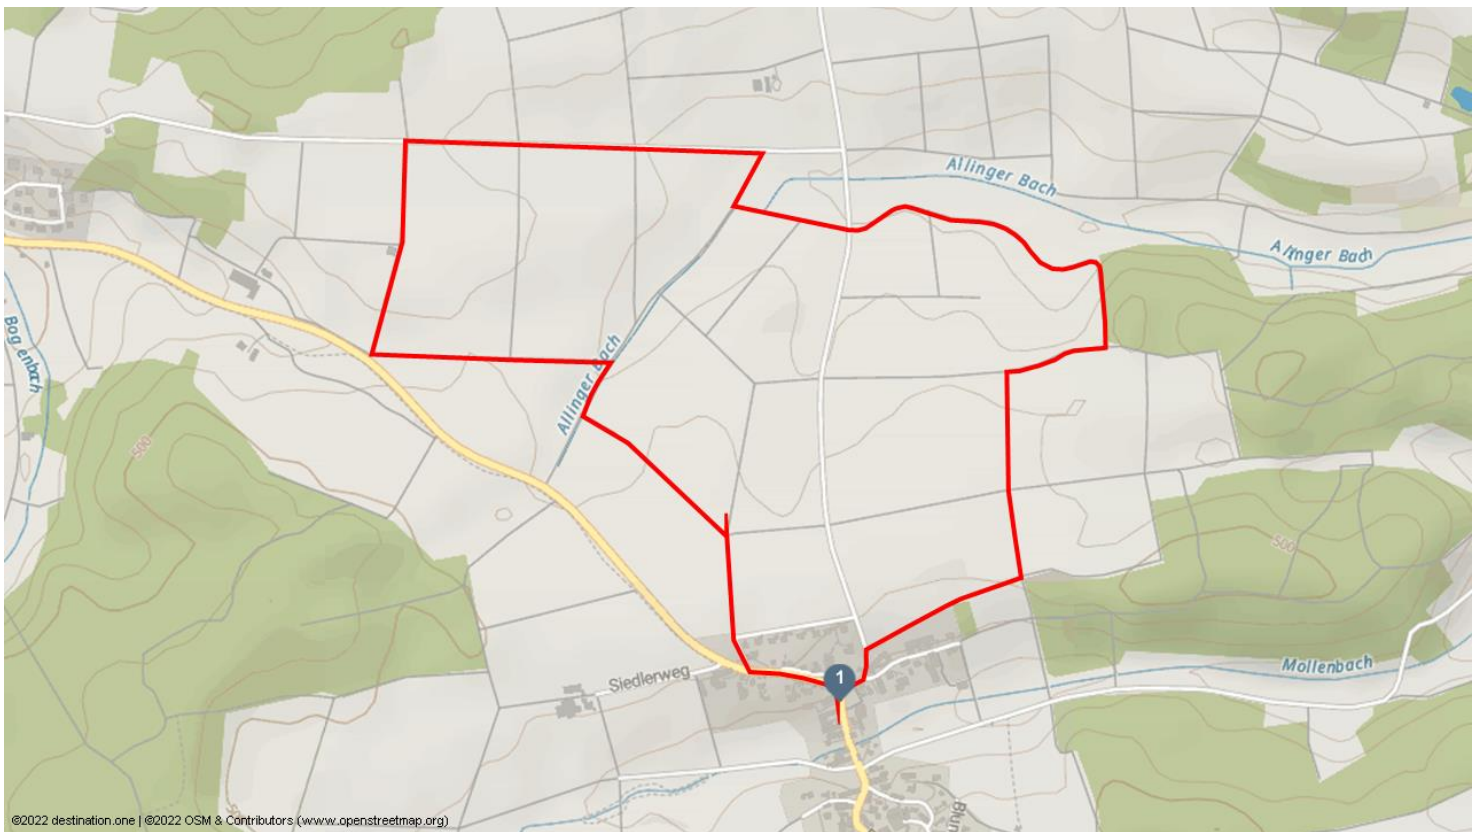 Allinger Bach
Allinger Bach
Bogenbach
Allinger Bach
500
500
Siedlerweg
1
Mollenbach
©2022 destination.one | ©2022 OSM & Contributors (www.openstreetmap.org)